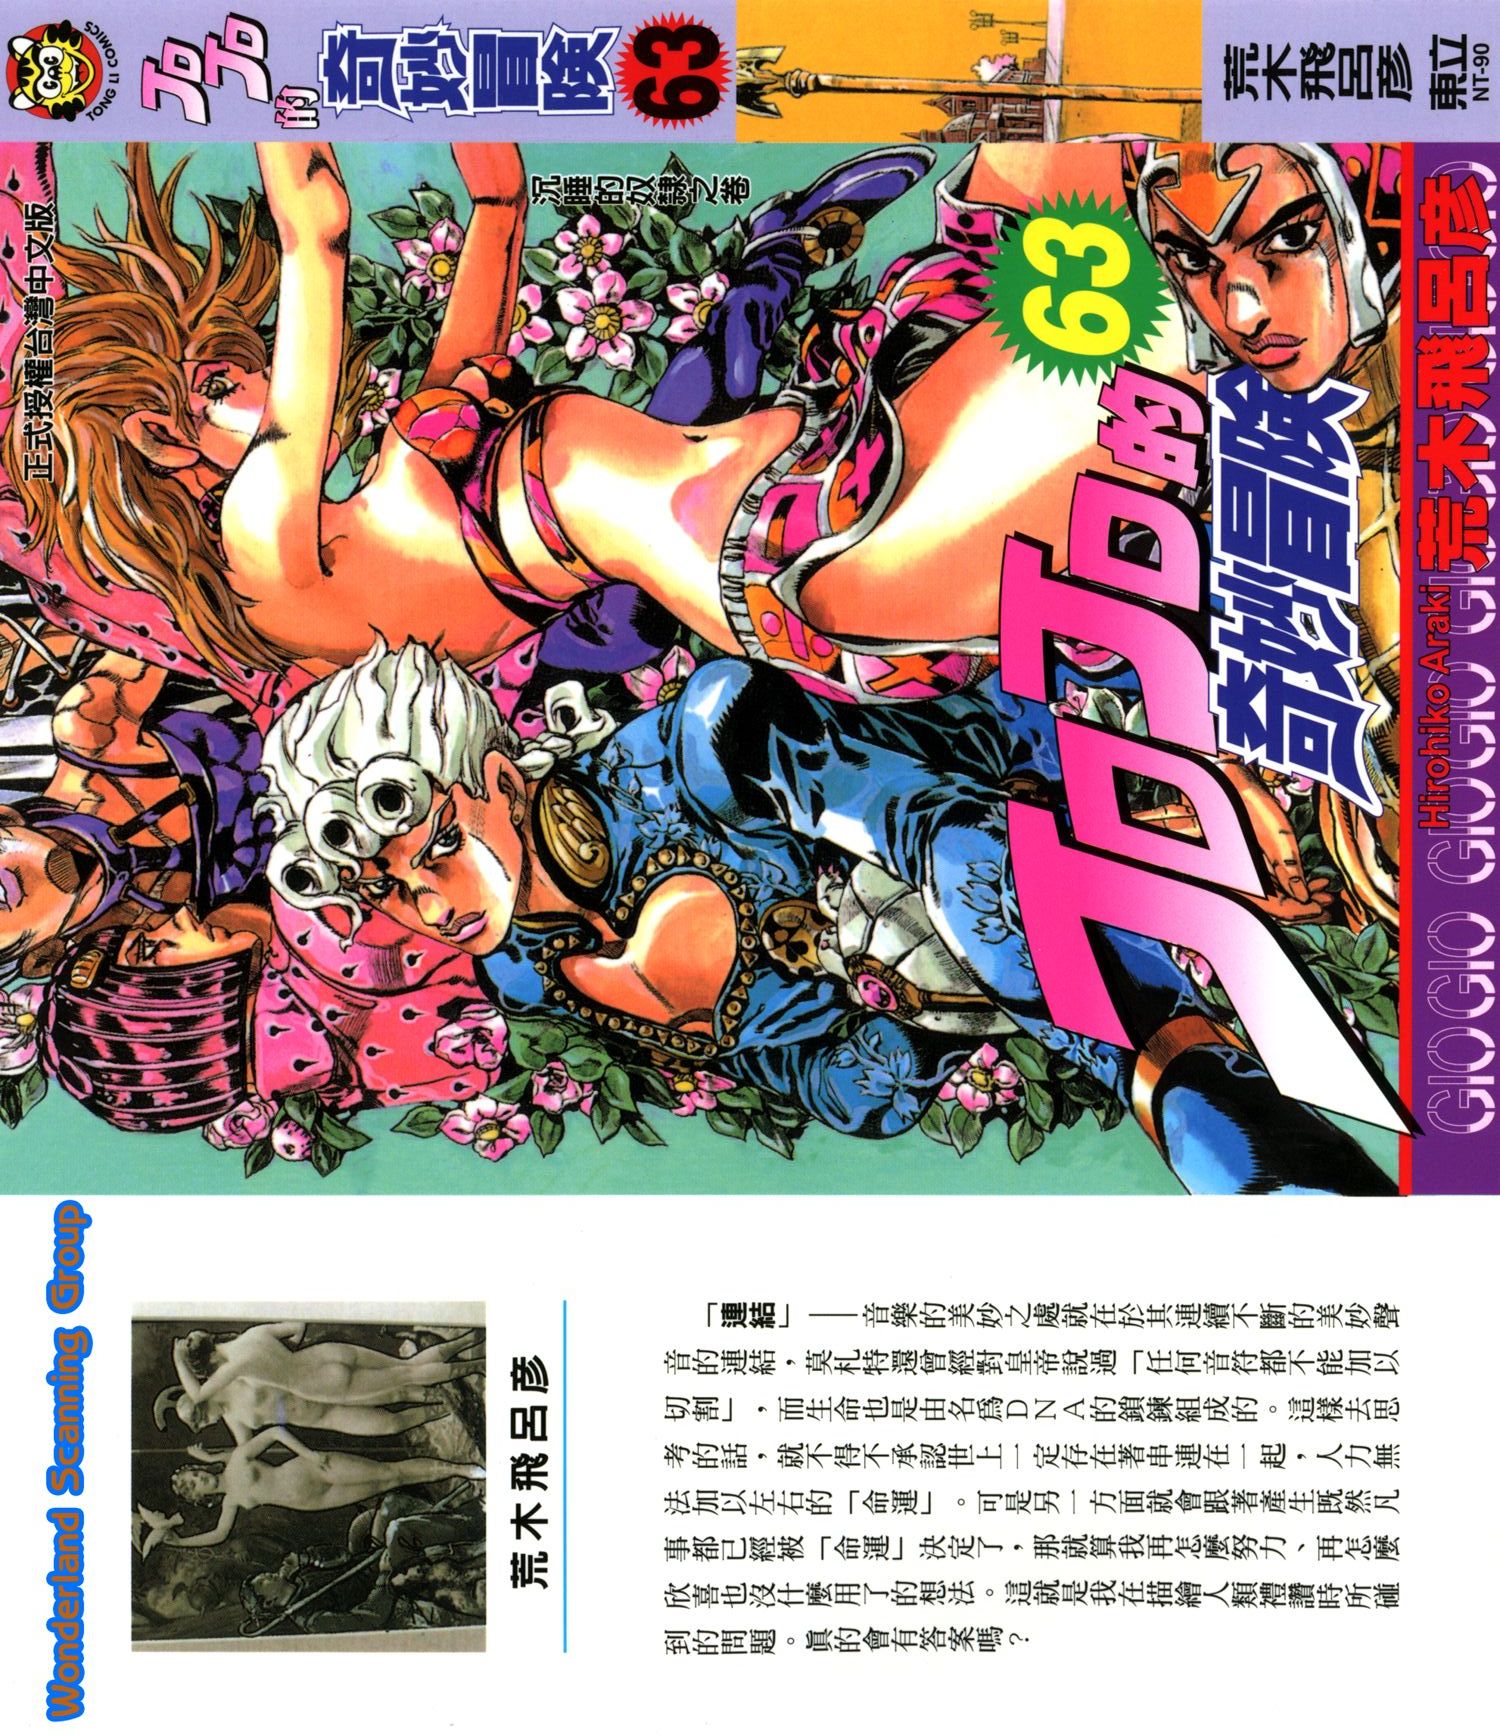 TONG LI COMICS
JOJO的
奇妙冒険
63
荒木飛呂彥
東立
NT-90
正式授權台灣中文版
沉睡的奴隸之卷
63
JOJO的
奇妙冒険
Hirohiko Araki 荒木飛呂彥
GIOGIO GIOGIO GIOGIO
Wonderland Scanning Group
荒木飛呂彥
「連結」——音樂的美妙之處就在於其連續不斷的美妙聲
音的連結，莫札特還曾經對皇帝說過「任何音符都不能加以
切割」，而生命也是由名為DNA的鎖鍊組成的。這樣去思
考的話，就不得不承認世上一定存在著串連在一起，人力無
法加以左右的「命運」。可是另一方面就會跟著產生既然凡
事都已經被「命運」決定了，那就算我再怎麼努力、再怎麼
欣喜也沒什麼用了的想法。這就是我在描繪人類禮讚時所碰
到的問題。真的會有答案嗎？